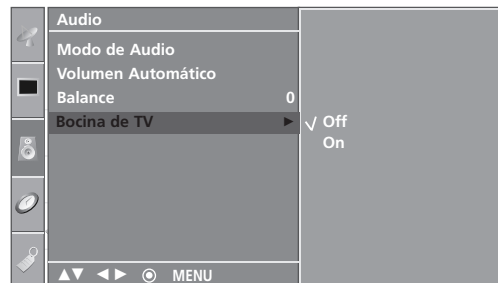 Audio
Modo de Audio
Volumen Automático
Balance 0
Bocina de TV ►
√ Off
On
▲▼ ◄► ◉ MENU